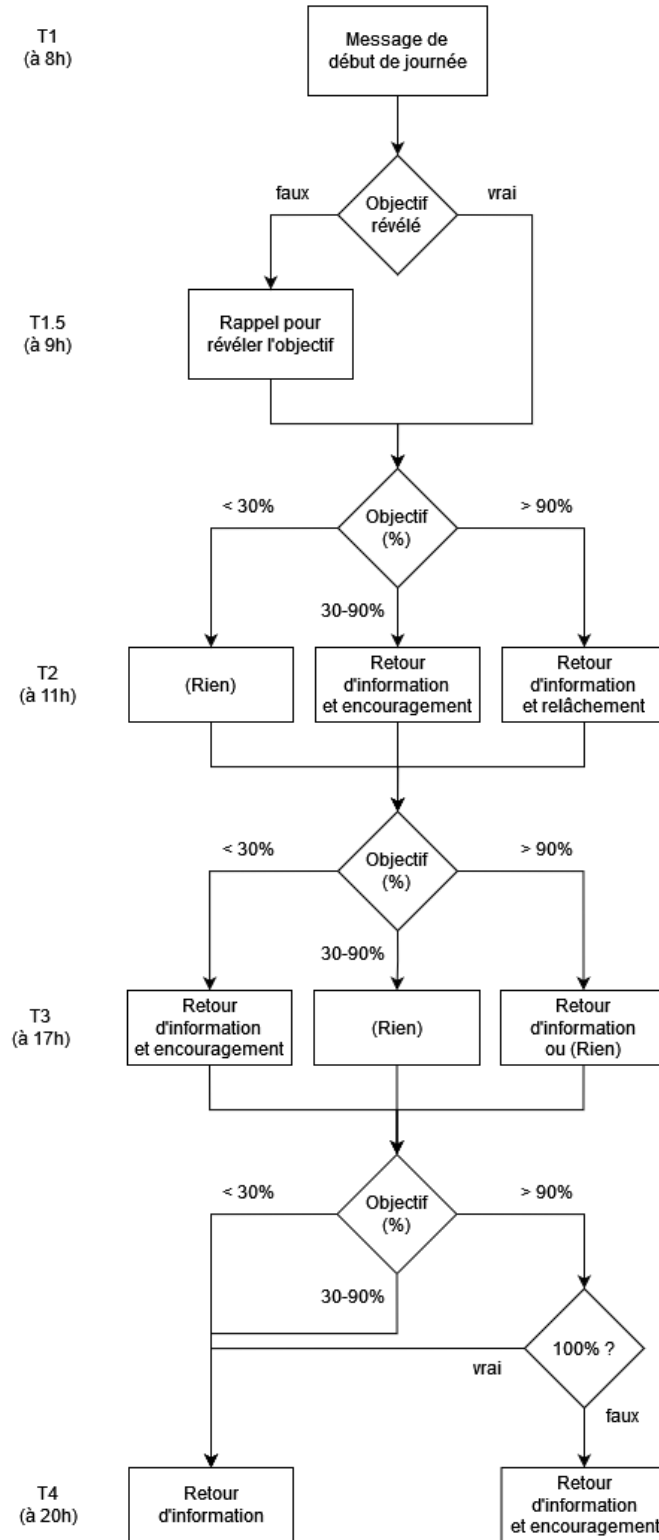 T1
(à 8h)
Message de
début de journée
faux
Objectif
révélé
vrai
T1.5
(à 9h)
Rappel pour
révéler l'objectif
< 30%
Objectif
(%)
> 90%
30-90%
T2
(à 11h)
(Rien)
Retour
d'information
et encouragement
Retour
d'information
et relâchement
< 30%
Objectif
(%)
> 90%
30-90%
T3
(à 17h)
Retour
d'information
et encouragement
(Rien)
Retour
d'information
ou (Rien)
< 30%
Objectif
(%)
> 90%
30-90%
100% ?
vrai
faux
T4
(à 20h)
Retour
d'information
Retour
d'information
et encouragement